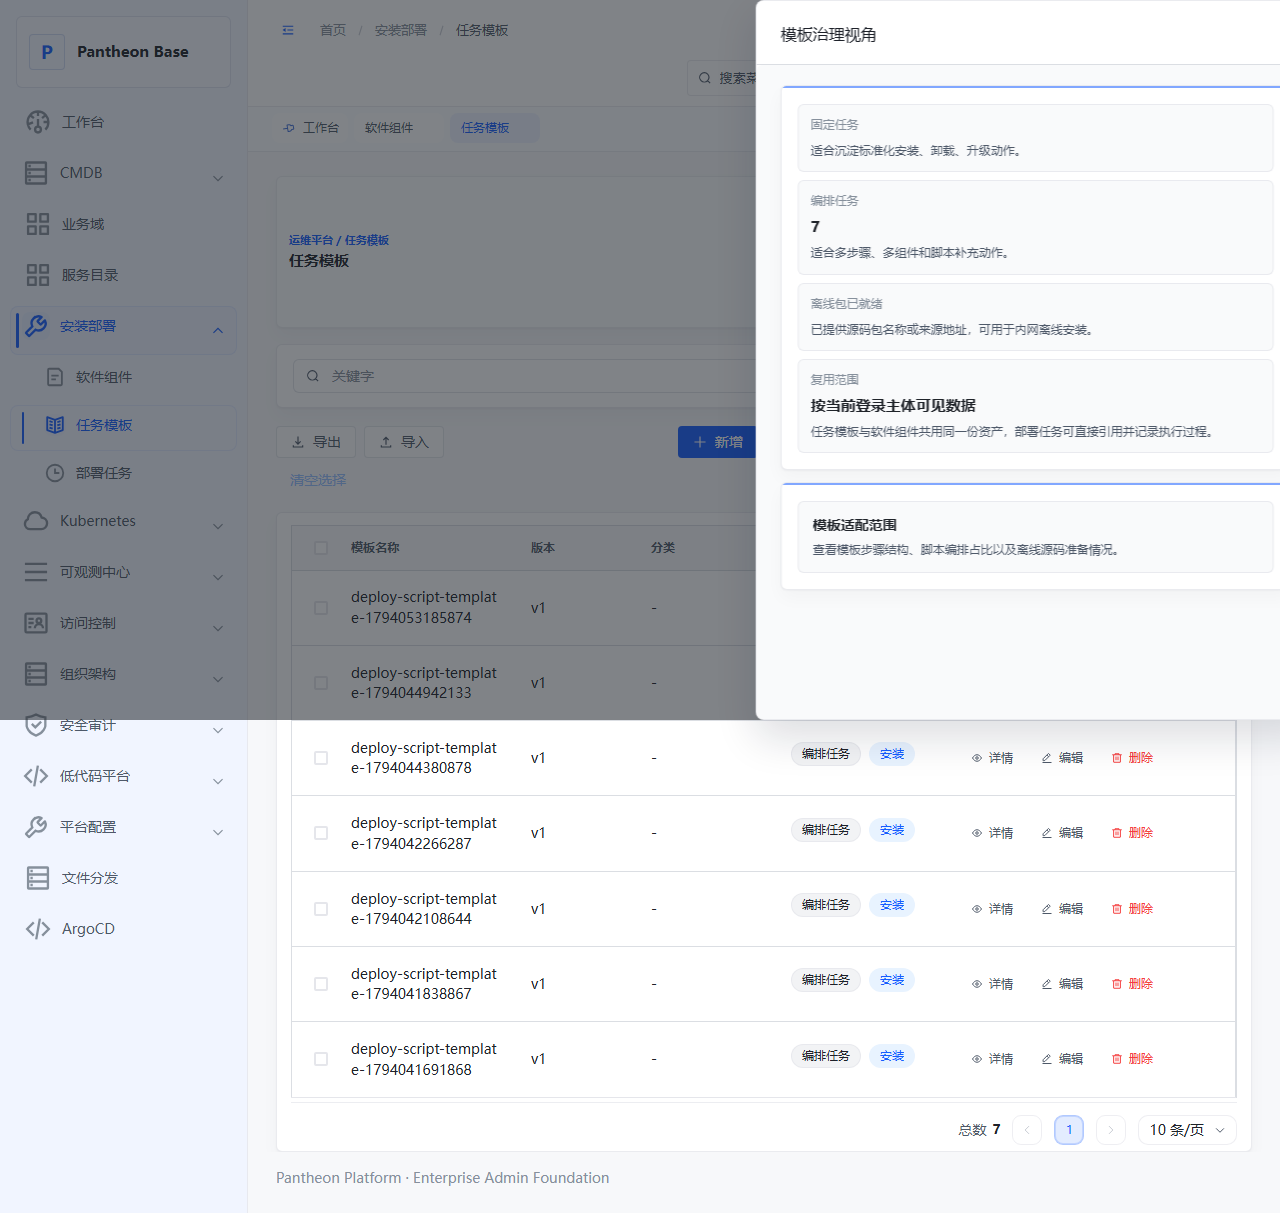 P Pantheon Base
工作台
CMDB
业务域
服务目录
安装部署
软件组件
任务模板
部署任务
Kubernetes
可观测中心
访问控制
组织架构
安全审计
低代码平台
平台配置
文件分发
ArgoCD
首页 / 安装部署 / 任务模板
搜索菜
工作台 软件组件 任务模板
运维平台 / 任务模板
任务模板
关键字
导出 导入 新增
清空选择
模板名称 版本 分类
deploy-script-templat
e-1794053185874 v1 -
deploy-script-templat
e-1794044942133 v1 -
deploy-script-templat
e-1794044380878 v1 - 编排任务 安装 详情 编辑 删除
deploy-script-templat
e-1794042266287 v1 - 编排任务 安装 详情 编辑 删除
deploy-script-templat
e-1794042108644 v1 - 编排任务 安装 详情 编辑 删除
deploy-script-templat
e-1794041838867 v1 - 编排任务 安装 详情 编辑 删除
deploy-script-templat
e-1794041691868 v1 - 编排任务 安装 详情 编辑 删除
总数 7 1 10 条/页
Pantheon Platform · Enterprise Admin Foundation
模板治理视角
固定任务
适合沉淀标准化安装、卸载、升级动作。
编排任务
7
适合多步骤、多组件和脚本补充动作。
离线包已就绪
已提供源码包名称或来源地址，可用于内网离线安装。
复用范围
按当前登录主体可见数据
任务模板与软件组件共用同一份资产，部署任务可直接引用并记录执行过程。
模板适配范围
查看模板步骤结构、脚本编排占比以及离线源码准备情况。